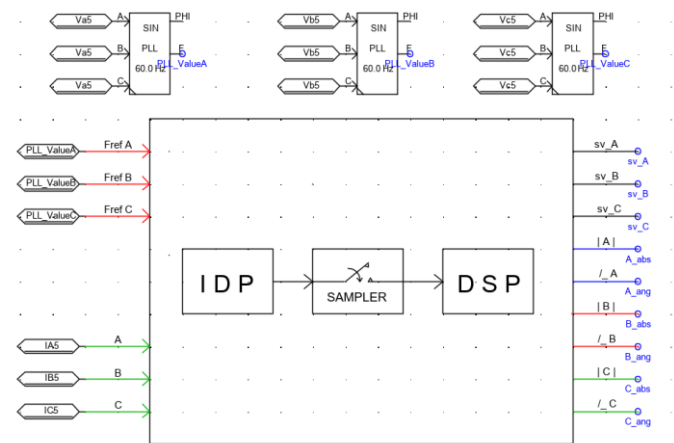 Va5 A SIN PHI
Va5 B PLL F
PLL_ValueA
Va5 C 60.0 Hz
Vb5 A SIN PHI
Vb5 B PLL F
PLL_ValueB
Vb5 C 60.0 Hz
Vc5 A SIN PHI
Vc5 B PLL F
PLL_ValueC
Vc5 C 60.0 Hz
PLL_ValueA Fref A
PLL_ValueB Fref B
PLL_ValueC Fref C
I D P
SAMPLER
D S P
IA5 A
IB5 B
IC5 C
sv_A
sv_A
sv_B
sv_B
sv_C
sv_C
| A |
A_abs
/_ A
A_ang
| B |
B_abs
/_ B
B_ang
| C |
C_abs
/_ C
C_ang